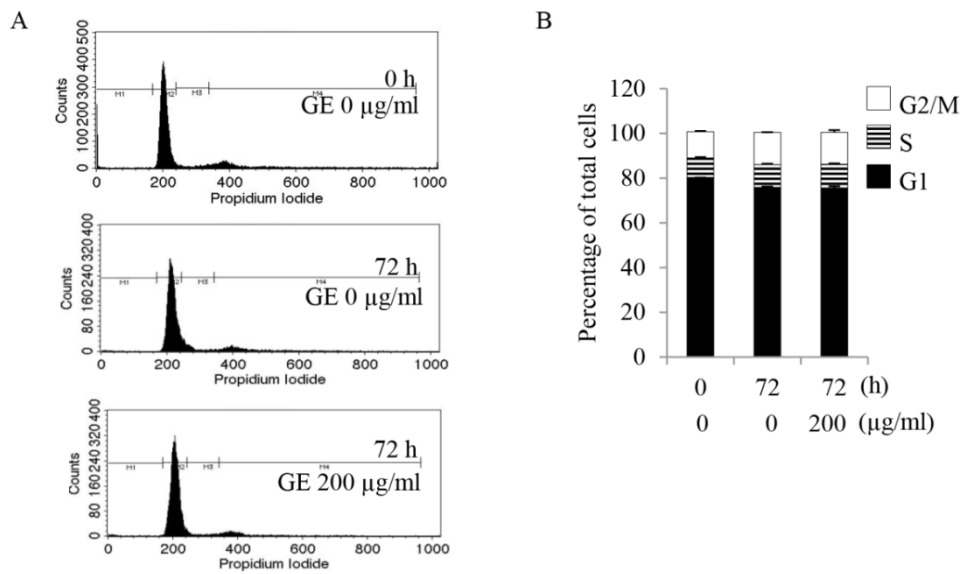 A
B
500
400
300
200
100
0
Counts
M1
M2
M3
M4
0 h
GE 0 µg/ml
0
200
400
600
800
1000
Propidium Iodide
400
320
240
160
80
0
Counts
M1
2
M3
M4
72 h
GE 0 µg/ml
0
200
400
600
800
1000
Propidium Iodide
400
320
240
160
80
0
Counts
M1
2
M3
M4
72 h
GE 200 µg/ml
0
200
400
600
800
1000
Propidium Iodide
Percentage of total cells
120
100
80
60
40
20
0
G2/M
S
G1
0 72 72 (h)
0 0 200 (µg/ml)